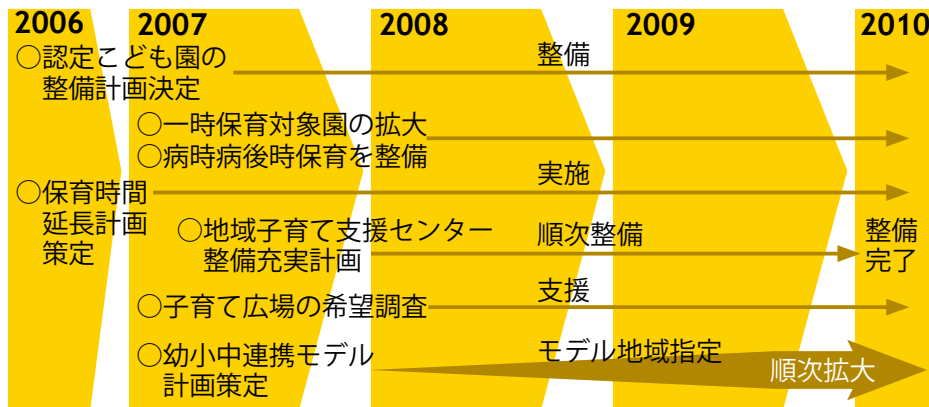 2006 2007 2008 2009 2010
○認定こども園の
整備計画決定
整備
○一時保育対象園の拡大
○病時病後時保育を整備
○保育時間
延長計画
策定
実施
○地域子育て支援センター
整備充実計画
順次整備
整備
完了
○子育て広場の希望調査
支援
○幼小中連携モデル
計画策定
モデル地域指定
順次拡大